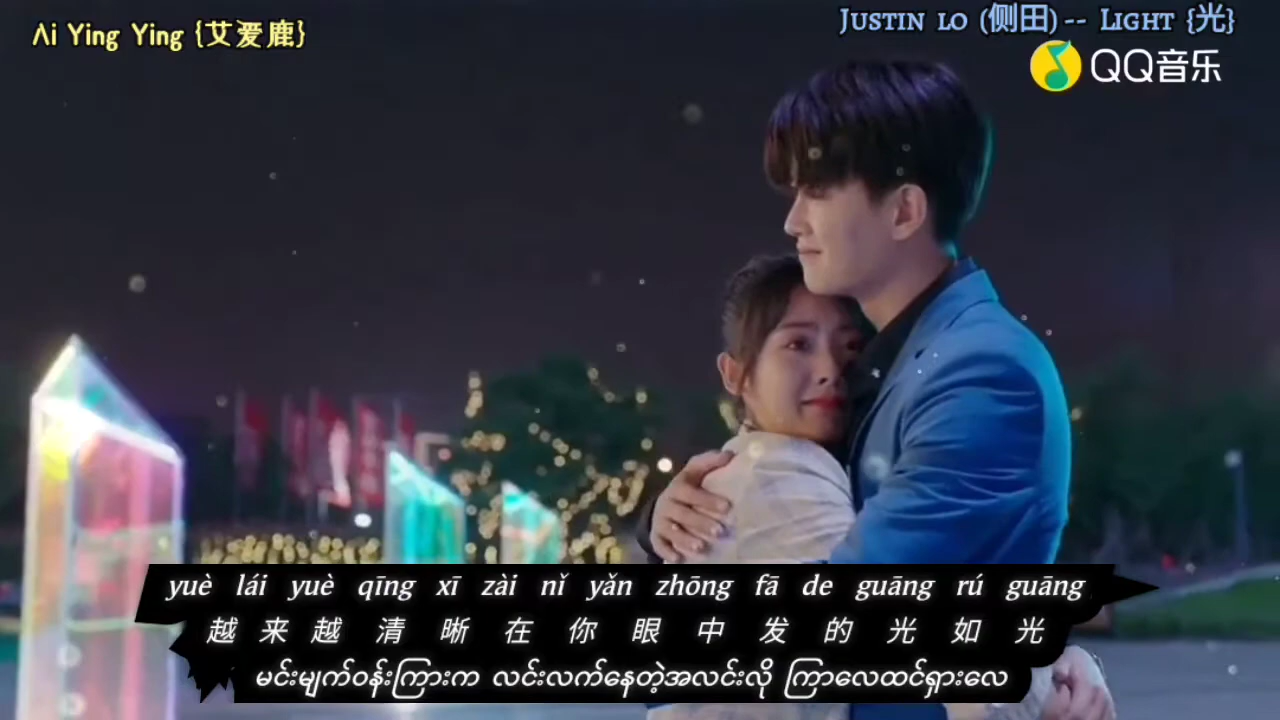 Ai Ying Ying {艾爱鹿}
Justin lo (侧田) -- Light {光}
QQ音乐
yuè lái yuè qīng xī zài nǐ yǎn zhōng fā de guāng rú guāng
越来越清晰在你眼中发的光如光
မင်းမျက်ဝန်းကြားက လင်းလက်နေတဲ့အလင်းလို ကြာလေထင်ရှားလေ